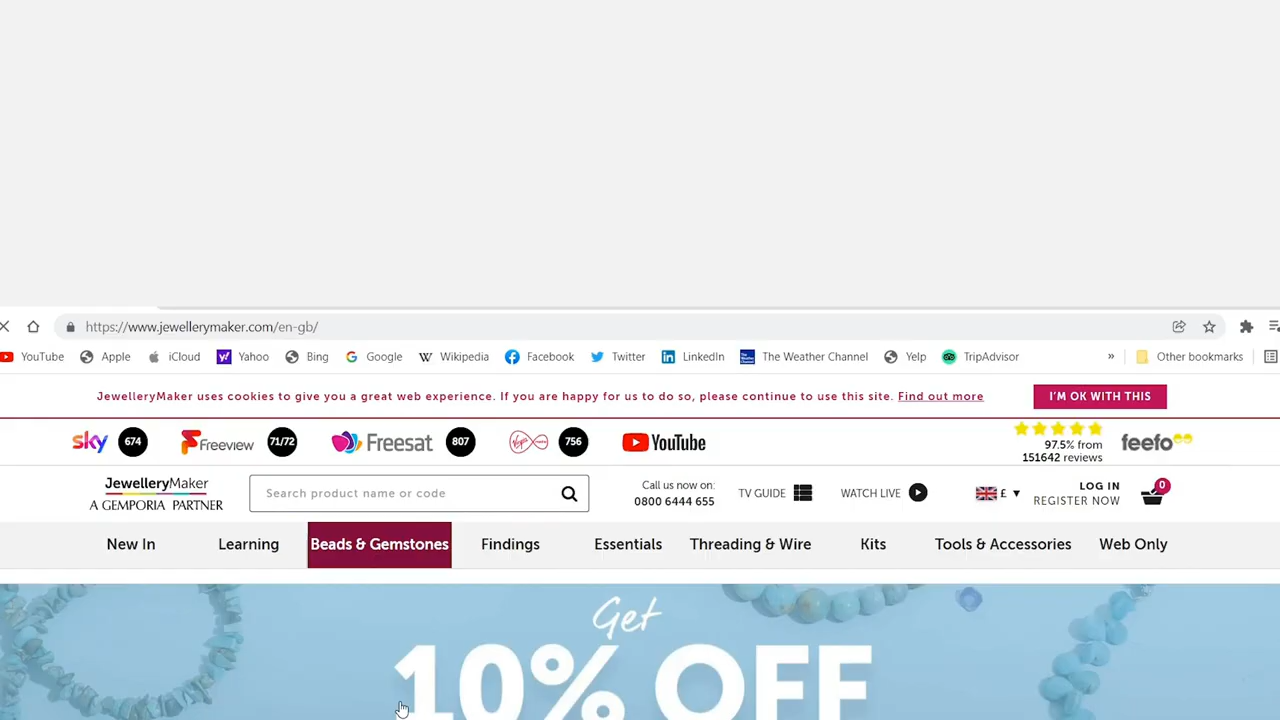 https://www.jewellerymaker.com/en-gb/
YouTube Apple iCloud Yahoo Bing Google Wikipedia Facebook Twitter LinkedIn The Weather Channel Yelp TripAdvisor » Other bookmarks
JewelleryMaker uses cookies to give you a great web experience. If you are happy for us to do so, please continue to use this site. Find out more I'M OK WITH THIS
sky 674 Freeview 71/72 Freesat 807 Virgin media 756 YouTube 97.5% from 151642 reviews feefo
JewelleryMaker
A GEMPORIA PARTNER
Search product name or code
Call us now on:
0800 6444 655
TV GUIDE
WATCH LIVE
£
LOG IN
REGISTER NOW
0
New In Learning Beads & Gemstones Findings Essentials Threading & Wire Kits Tools & Accessories Web Only
Get
10% OFF